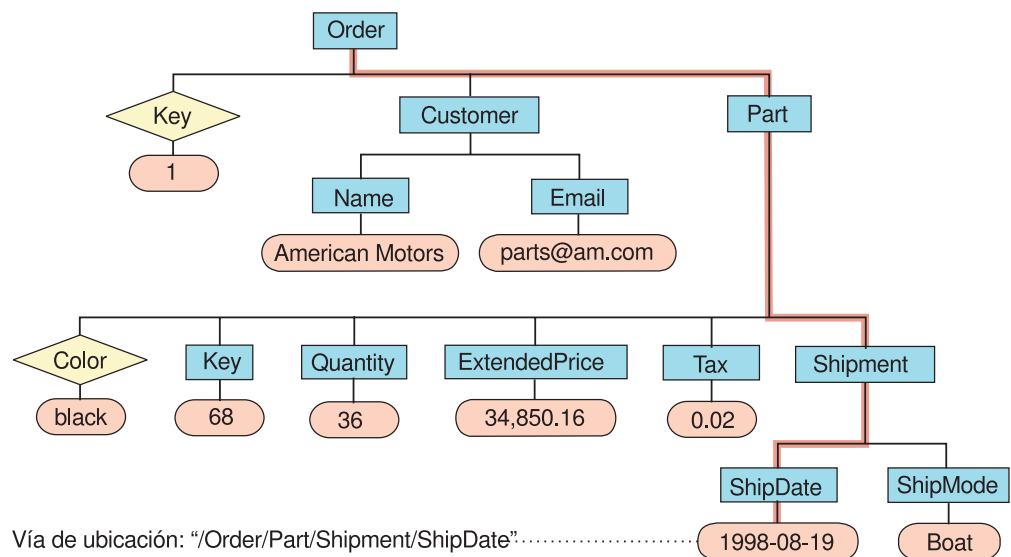 Order
Key
Customer
Part
1
Name
Email
American Motors
parts@am.com
Color
Key
Quantity
ExtendedPrice
Tax
Shipment
black
68
36
34,850.16
0.02
ShipDate
ShipMode
Vía de ubicación: “/Order/Part/Shipment/ShipDate”
1998-08-19
Boat